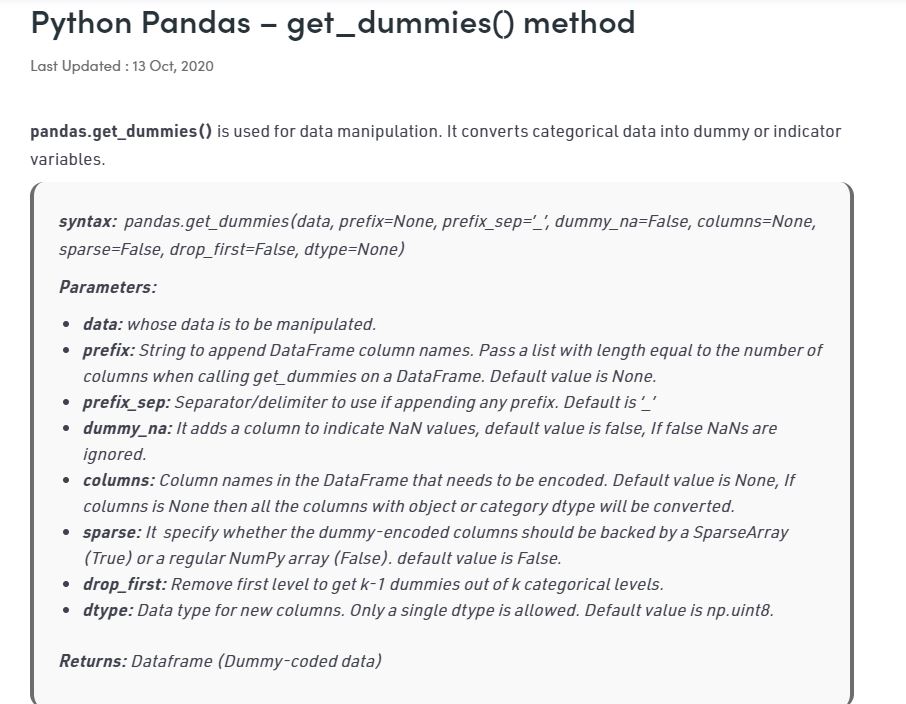 Python Pandas – get_dummies() method
Last Updated : 13 Oct, 2020
pandas.get_dummies() is used for data manipulation. It converts categorical data into dummy or indicator
variables.
syntax: pandas.get_dummies(data, prefix=None, prefix_sep=’_’, dummy_na=False, columns=None,
sparse=False, drop_first=False, dtype=None)
Parameters:
• data: whose data is to be manipulated.
• prefix: String to append DataFrame column names. Pass a list with length equal to the number of
columns when calling get_dummies on a DataFrame. Default value is None.
• prefix_sep: Separator/delimiter to use if appending any prefix. Default is ‘_’
• dummy_na: It adds a column to indicate NaN values, default value is false, If false NaNs are
ignored.
• columns: Column names in the DataFrame that needs to be encoded. Default value is None, If
columns is None then all the columns with object or category dtype will be converted.
• sparse: It specify whether the dummy-encoded columns should be backed by a SparseArray
(True) or a regular NumPy array (False). default value is False.
• drop_first: Remove first level to get k-1 dummies out of k categorical levels.
• dtype: Data type for new columns. Only a single dtype is allowed. Default value is np.uint8.
Returns: Dataframe (Dummy-coded data)